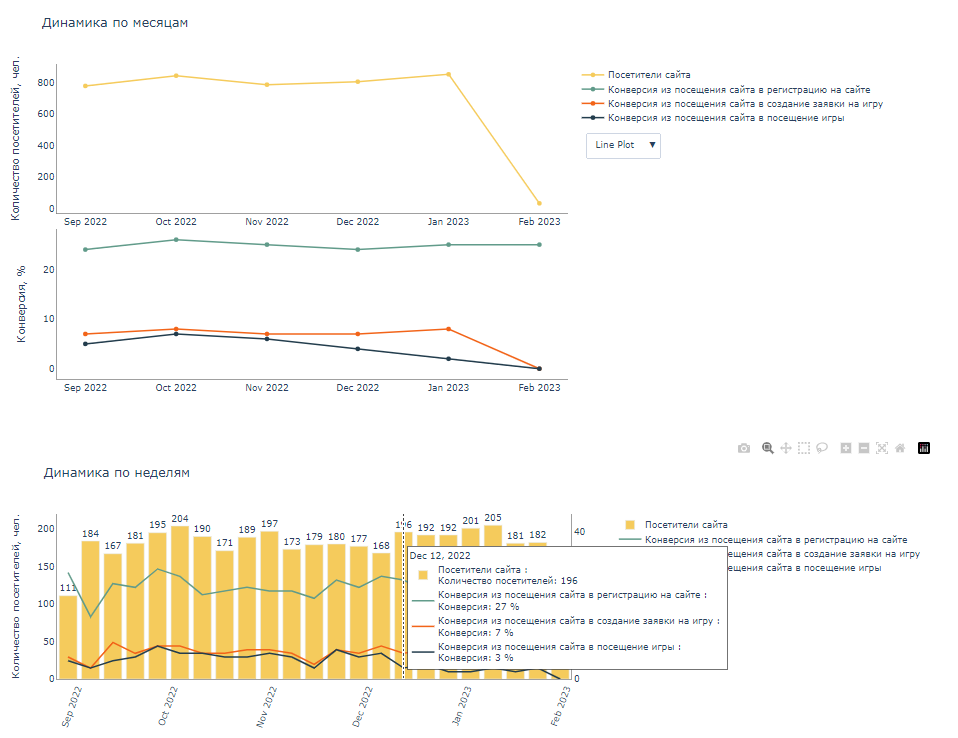 Динамика по месяцам
Количество посетителей, чел.
800
600
400
200
0
Sep 2022 Oct 2022 Nov 2022 Dec 2022 Jan 2023 Feb 2023
Посетители сайта
Конверсия из посещения сайта в регистрацию на сайте
Конверсия из посещения сайта в создание заявки на игру
Конверсия из посещения сайта в посещение игры
Line Plot ▼
Конверсия, %
20
10
0
Sep 2022 Oct 2022 Nov 2022 Dec 2022 Jan 2023 Feb 2023
Динамика по неделям
Количество посетителей, чел.
200
150
100
50
0
111 184 167 181 195 204 190 171 189 197 173 179 180 177 168 192 192 201 205 181 182
40
0
Посетители сайта
Конверсия из посещения сайта в регистрацию на сайте
посещения сайта в создание заявки на игру
посещения сайта в посещение игры
Dec 12, 2022
Посетители сайта :
Количество посетителей: 196
Конверсия из посещения сайта в регистрацию на сайте :
Конверсия: 27 %
Конверсия из посещения сайта в создание заявки на игру :
Конверсия: 7 %
Конверсия из посещения сайта в посещение игры :
Конверсия: 3 %
Sep 2022 Oct 2022 Nov 2022 Dec 2022 Jan 2023 Feb 2023